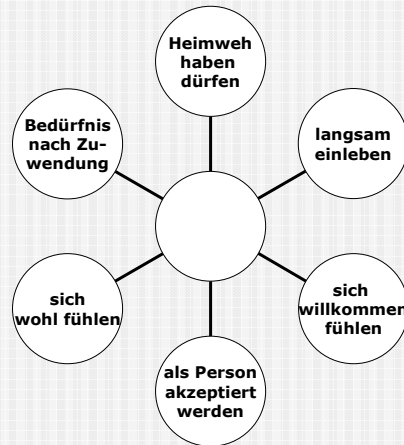 Heimweh
haben
dürfen
Bedürfnis
nach Zu-
wendung
langsam
einleben
sich
wohl fühlen
sich
willkommen
fühlen
als Person
akzeptiert
werden